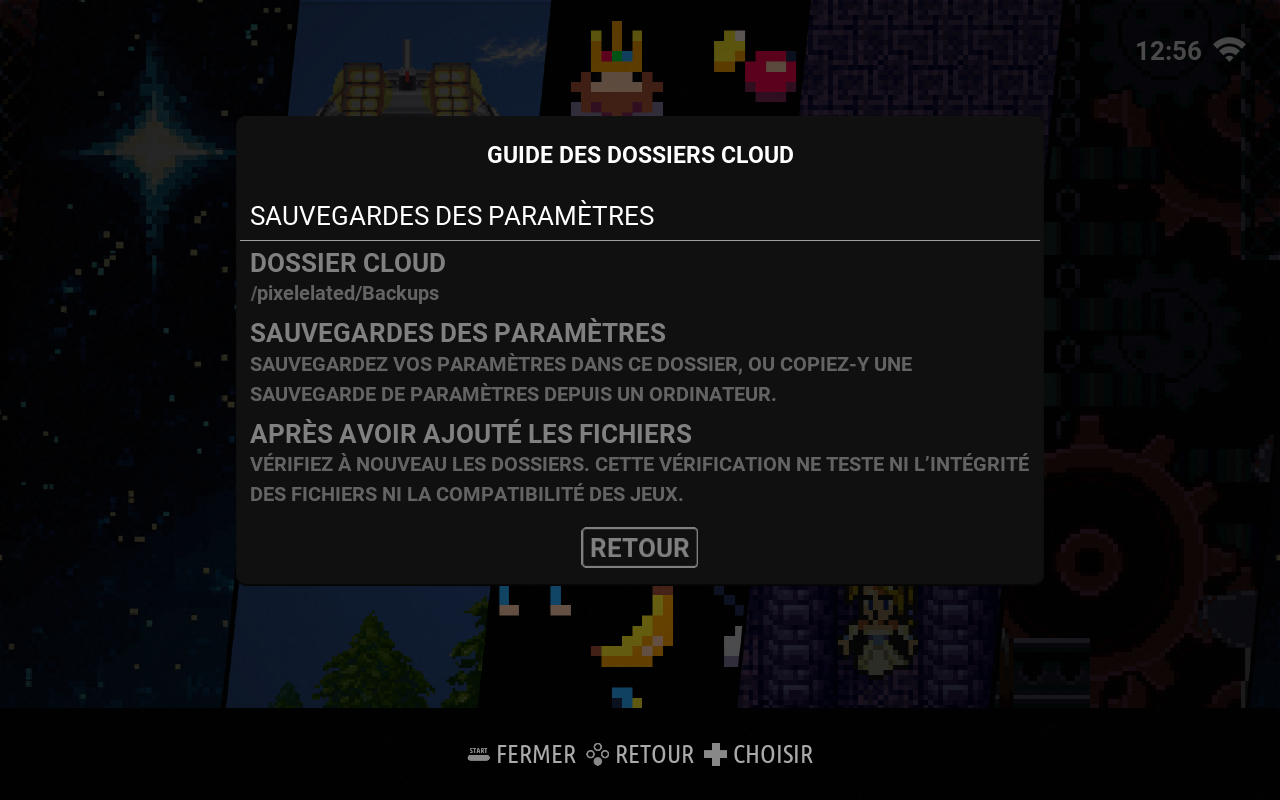 12:56
GUIDE DES DOSSIERS CLOUD
SAUVEGARDES DES PARAMÈTRES
DOSSIER CLOUD
/pixelelated/Backups
SAUVEGARDES DES PARAMÈTRES
SAUVEGARDEZ VOS PARAMÈTRES DANS CE DOSSIER, OU COPIEZ-Y UNE
SAUVEGARDE DE PARAMÈTRES DEPUIS UN ORDINATEUR.
APRÈS AVOIR AJOUTÉ LES FICHIERS
VÉRIFIEZ À NOUVEAU LES DOSSIERS. CETTE VÉRIFICATION NE TESTE NI L’INTÉGRITÉ
DES FICHIERS NI LA COMPATIBILITÉ DES JEUX.
RETOUR
START FERMER RETOUR CHOISIR